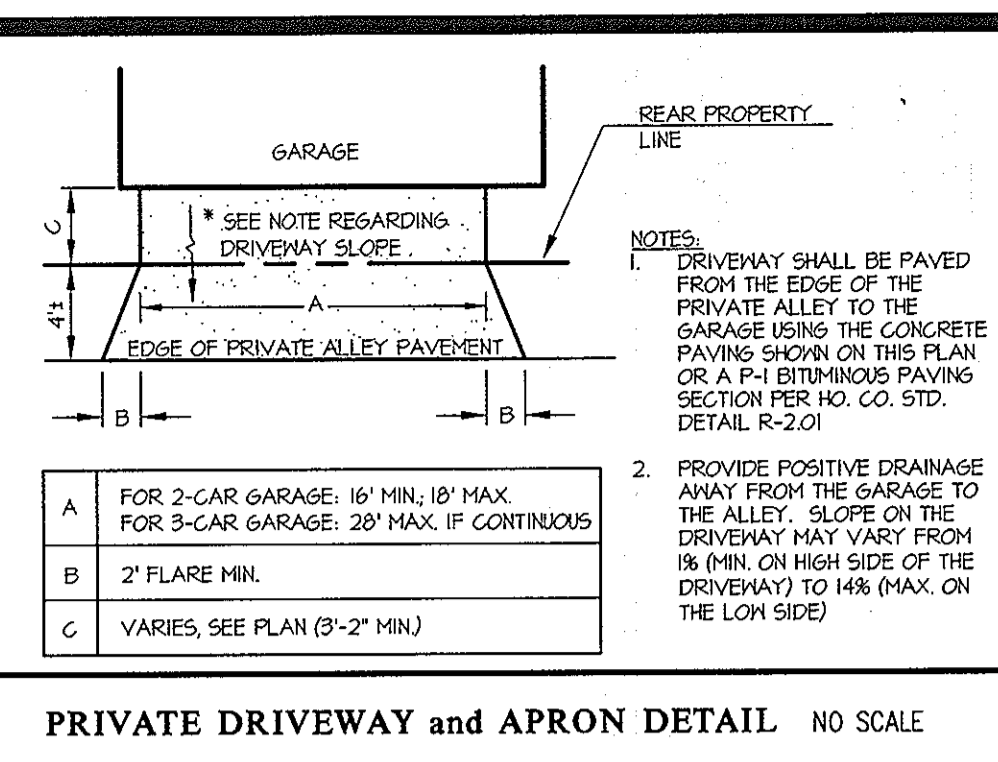 GARAGE
REAR PROPERTY
LINE
C
* SEE NOTE REGARDING
DRIVEWAY SLOPE.
A
4'±
EDGE OF PRIVATE ALLEY PAVEMENT
B
B
A
FOR 2-CAR GARAGE: 16' MIN.; 18' MAX.
FOR 3-CAR GARAGE: 28' MAX. IF CONTINUOUS
B
2' FLARE MIN.
C
VARIES, SEE PLAN (3'-2" MIN.)
NOTES:
1. DRIVEWAY SHALL BE PAVED
FROM THE EDGE OF THE
PRIVATE ALLEY TO THE
GARAGE USING THE CONCRETE
PAVING SHOWN ON THIS PLAN
OR A P-1 BITUMINOUS PAVING
SECTION PER HO. CO. STD.
DETAIL R-2.01
2. PROVIDE POSITIVE DRAINAGE
AWAY FROM THE GARAGE TO
THE ALLEY. SLOPE ON THE
DRIVEWAY MAY VARY FROM
1% (MIN. ON HIGH SIDE OF THE
DRIVEWAY) TO 14% (MAX. ON
THE LOW SIDE)
PRIVATE DRIVEWAY and APRON DETAIL NO SCALE